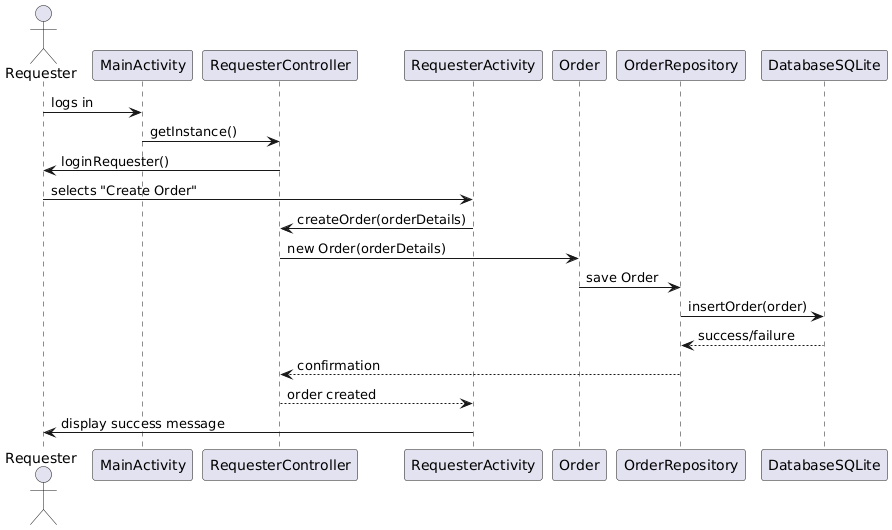 Requester
MainActivity
RequesterController
RequesterActivity
Order
OrderRepository
DatabaseSQLite
logs in
getInstance()
loginRequester()
selects "Create Order"
createOrder(orderDetails)
new Order(orderDetails)
save Order
insertOrder(order)
success/failure
confirmation
order created
display success message
Requester
MainActivity
RequesterController
RequesterActivity
Order
OrderRepository
DatabaseSQLite